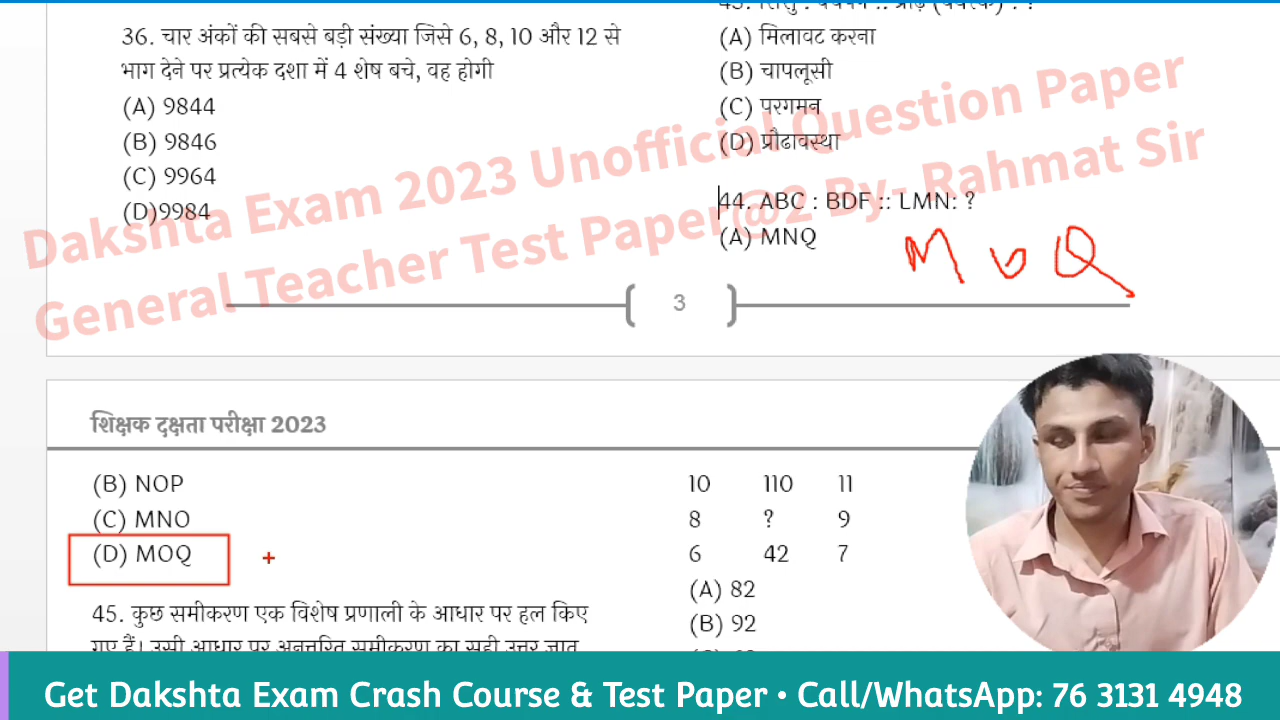 36. चार अंकों की सबसे बड़ी संख्या जिसे 6, 8, 10 और 12 से
भाग देने पर प्रत्येक दशा में 4 शेष बचे, वह होगी
(A) 9844
(B) 9846
(C) 9964
(D)9984
(A) मिलावट करना
(B) चापलूसी
(C) परगमन
(D) प्रौढावस्था
44. ABC : BDF :: LMN: ?
(A) MNQ
M O Q
Dakshta Exam 2023 Unofficial Question Paper
General Teacher Test Paper@2 By- Rahmat Sir
3
शिक्षक दक्षता परीक्षा 2023
(B) NOP
(C) MNO
(D) MOQ
45. कुछ समीकरण एक विशेष प्रणाली के आधार पर हल किए
10 110 11
8 ? 9
6 42 7
(A) 82
(B) 92
Get Dakshta Exam Crash Course & Test Paper • Call/WhatsApp: 76 3131 4948